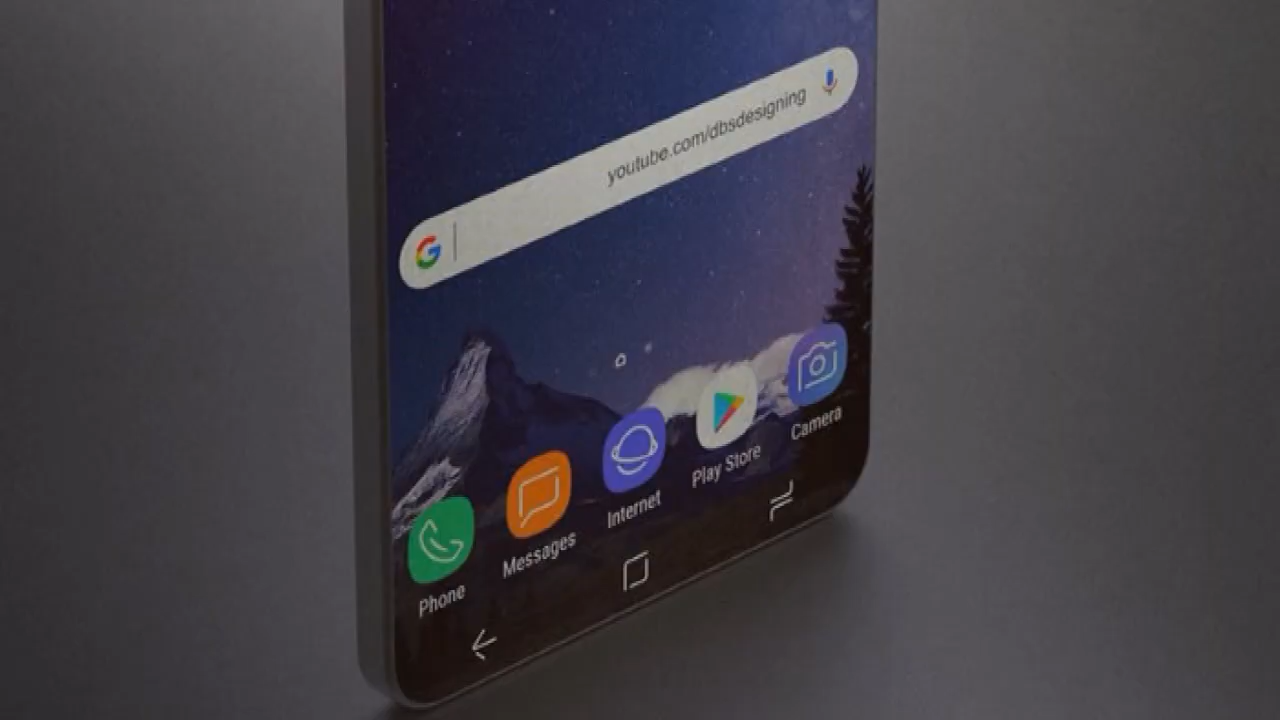 youtube.com/dbsdesigning
Phone
Messages
Internet
Play Store
Camera